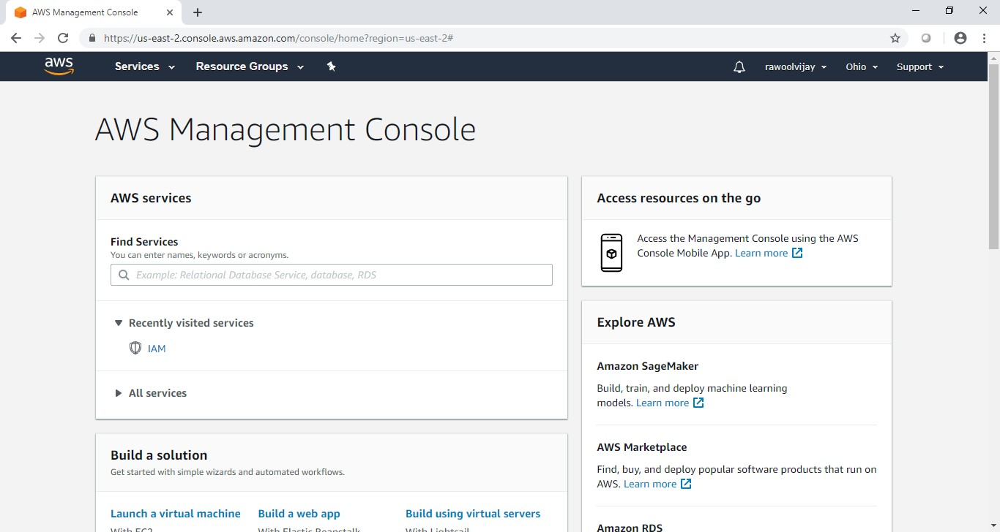 AWS Management Console
https://us-east-2.console.aws.amazon.com/console/home?region=us-east-2#
aws
Services
Resource Groups
rawoolvijay
Ohio
Support
AWS Management Console
AWS services
Find Services
You can enter names, keywords or acronyms.
Example: Relational Database Service, database, RDS
Recently visited services
IAM
All services
Build a solution
Get started with simple wizards and automated workflows.
Launch a virtual machine
With EC2
Build a web app
With Elastic Beanstalk
Build using virtual servers
With Lightsail
Access resources on the go
Access the Management Console using the AWS
Console Mobile App. Learn more
Explore AWS
Amazon SageMaker
Build, train, and deploy machine learning
models. Learn more
AWS Marketplace
Find, buy, and deploy popular software products that run on
AWS. Learn more
Amazon RDS